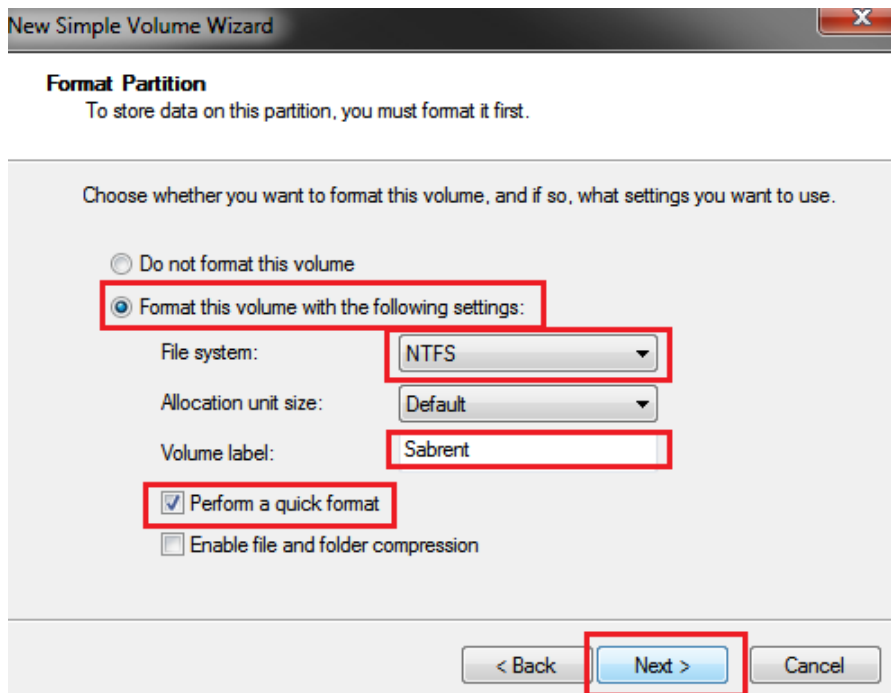 New Simple Volume Wizard
x
Format Partition
To store data on this partition, you must format it first.
Choose whether you want to format this volume, and if so, what settings you want to use.
Do not format this volume
Format this volume with the following settings:
File system: NTFS
Allocation unit size: Default
Volume label: Sabrent
Perform a quick format
Enable file and folder compression
< Back Next > Cancel